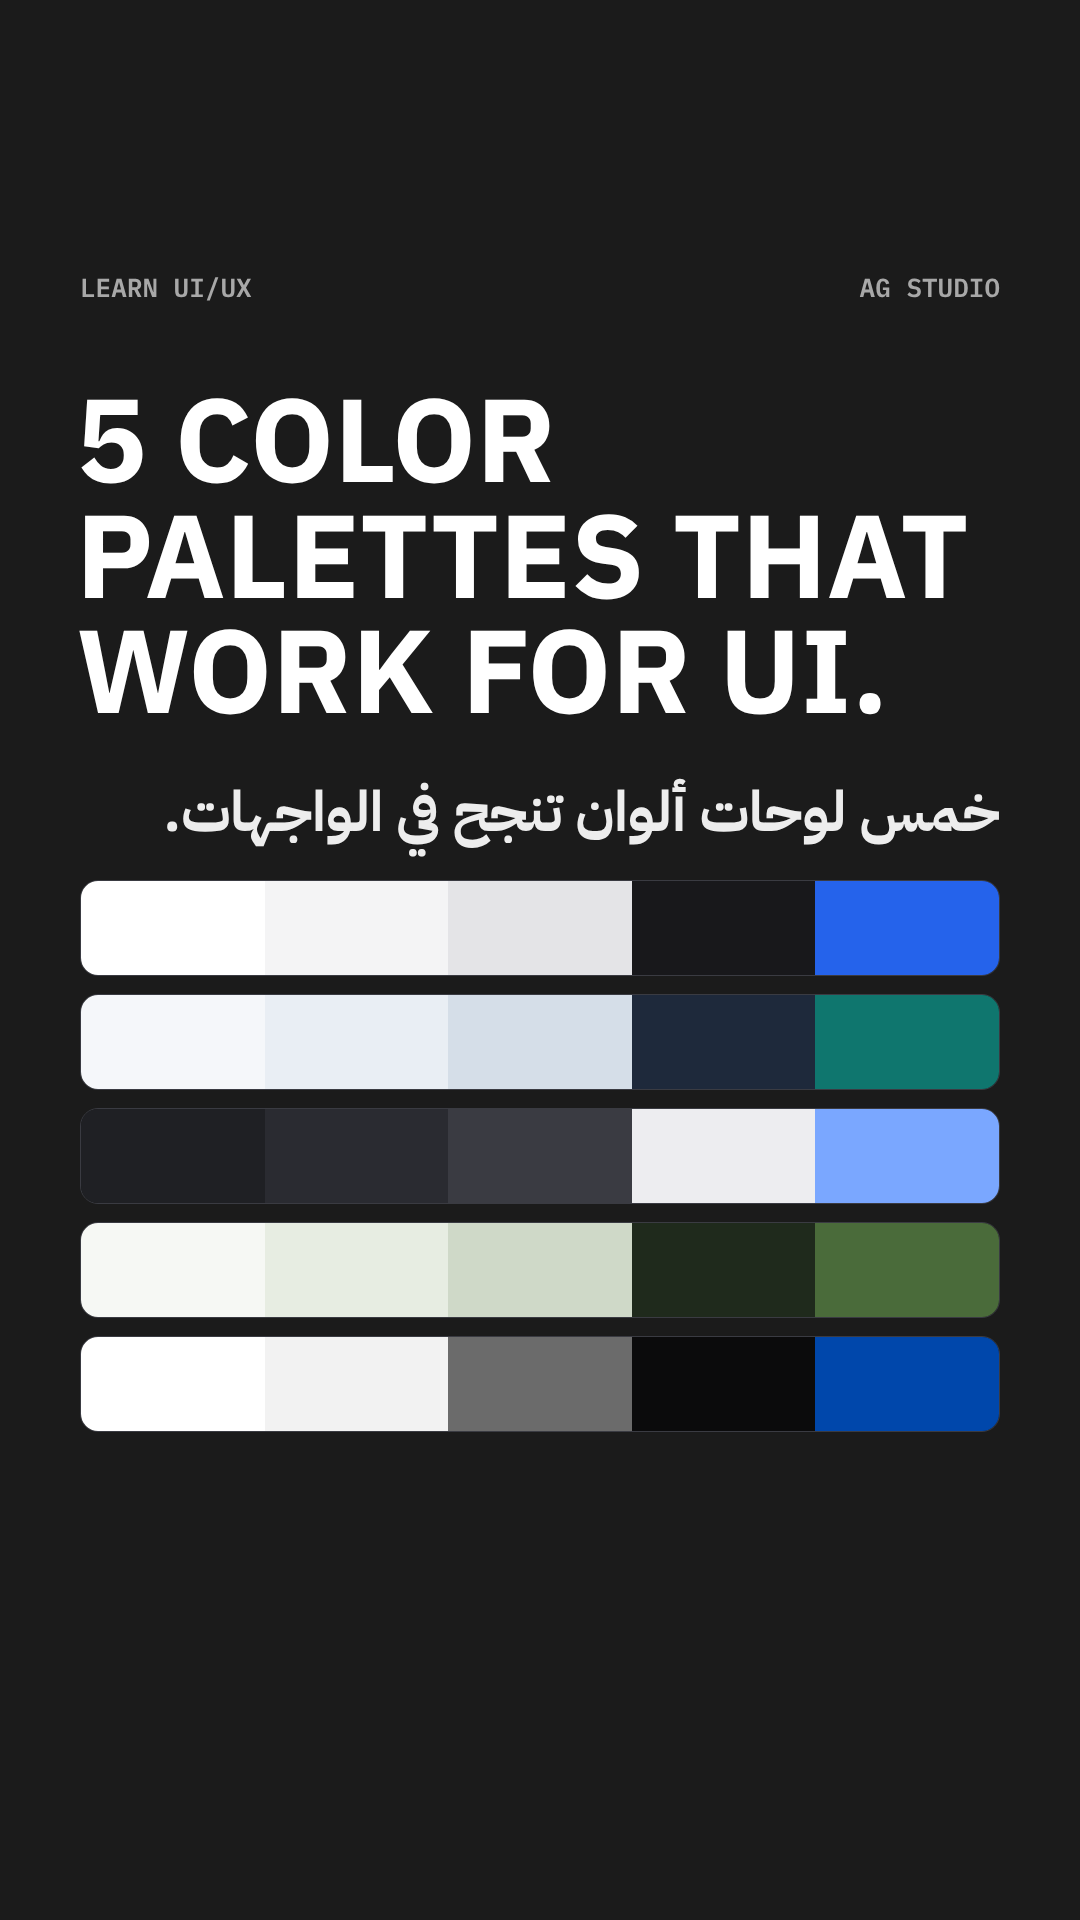 LEARN UI/UX
AG STUDIO
5 COLOR
PALETTES THAT
WORK FOR UI.
خمس لوحات ألوان تنجح في الواجهات.